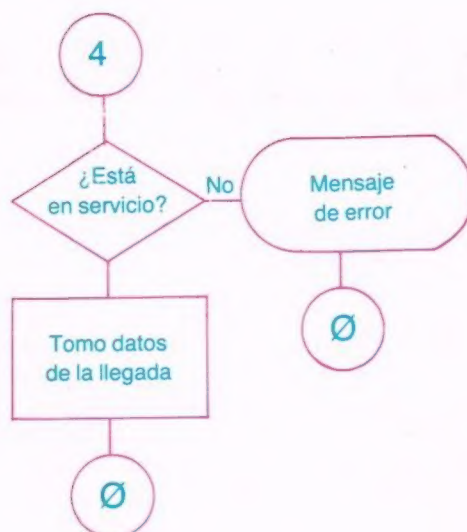 4
¿Está
en servicio?
No
Mensaje
de error
Ø
Tomo datos
de la llegada
Ø